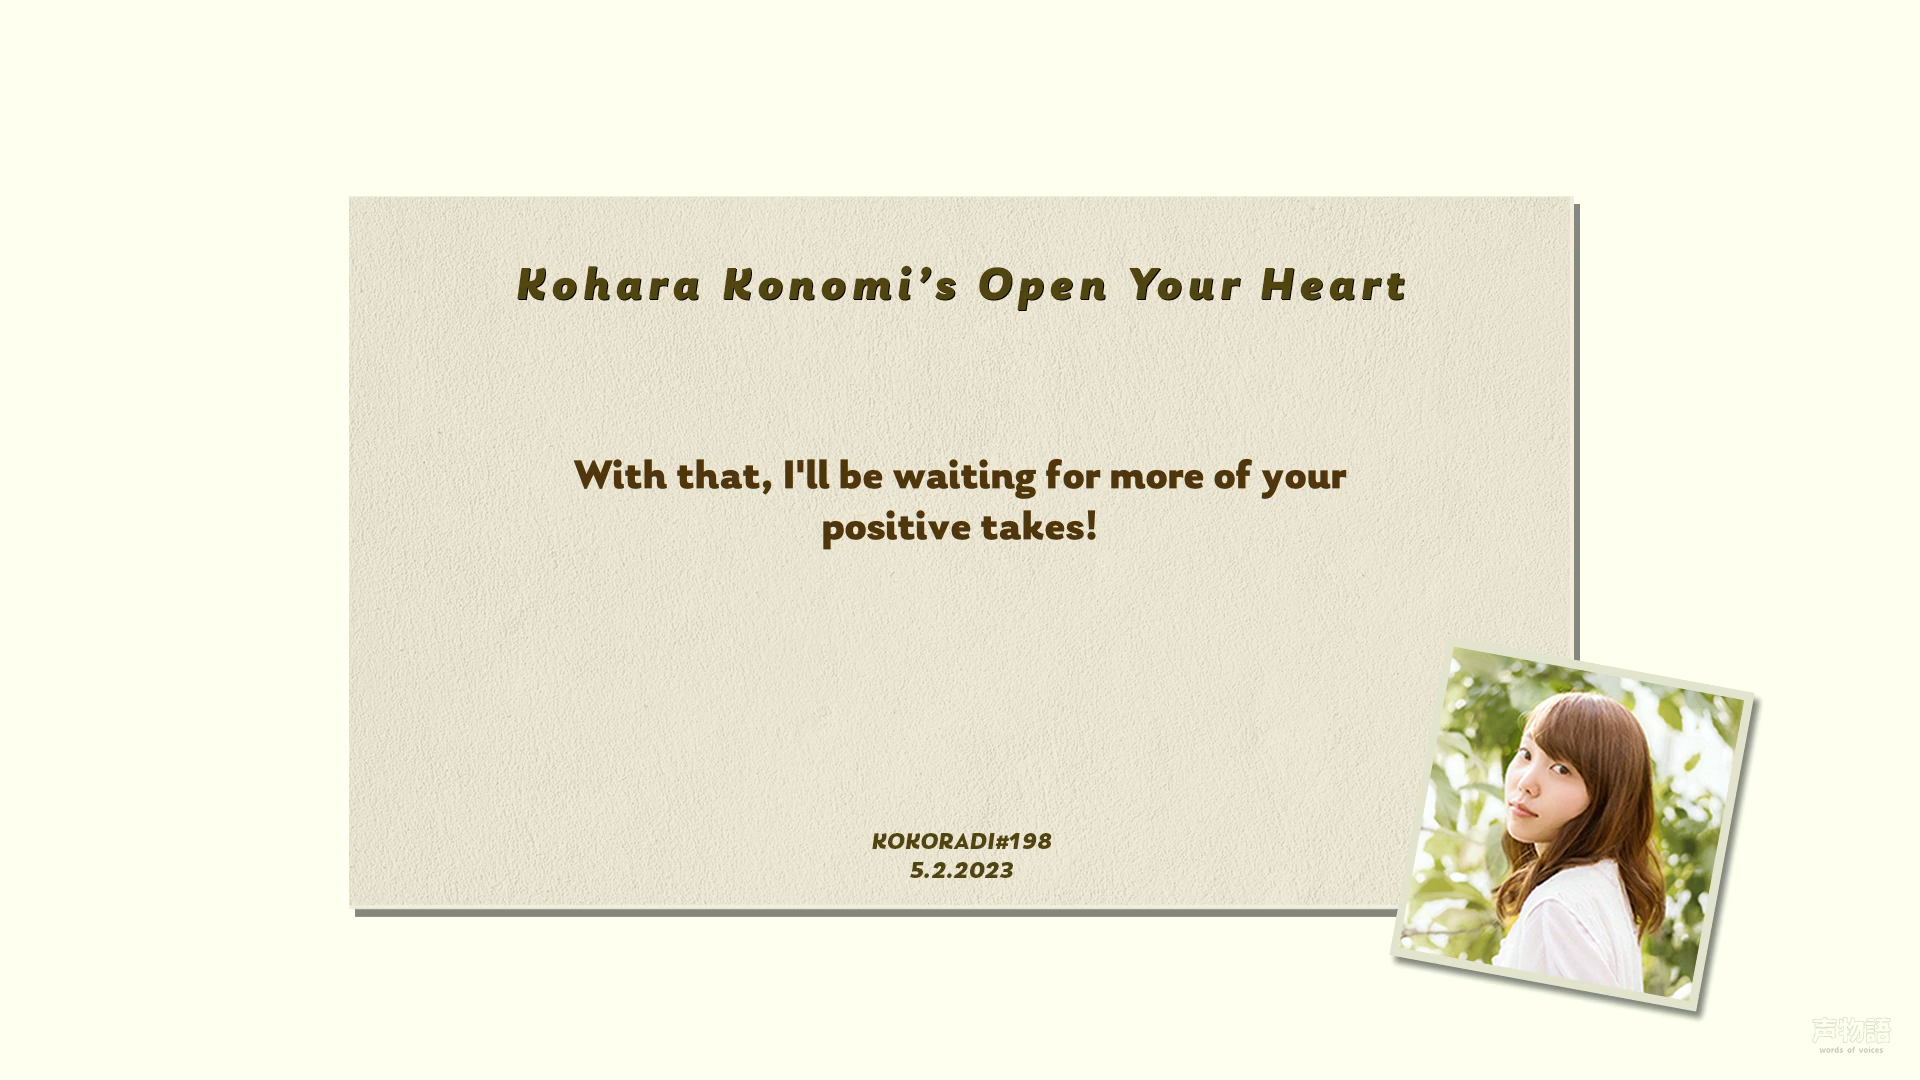 Kohara Konomi’s Open Your Heart
With that, I'll be waiting for more of your
positive takes!
KOKORADI#198
5.2.2023
声物語
words of voices